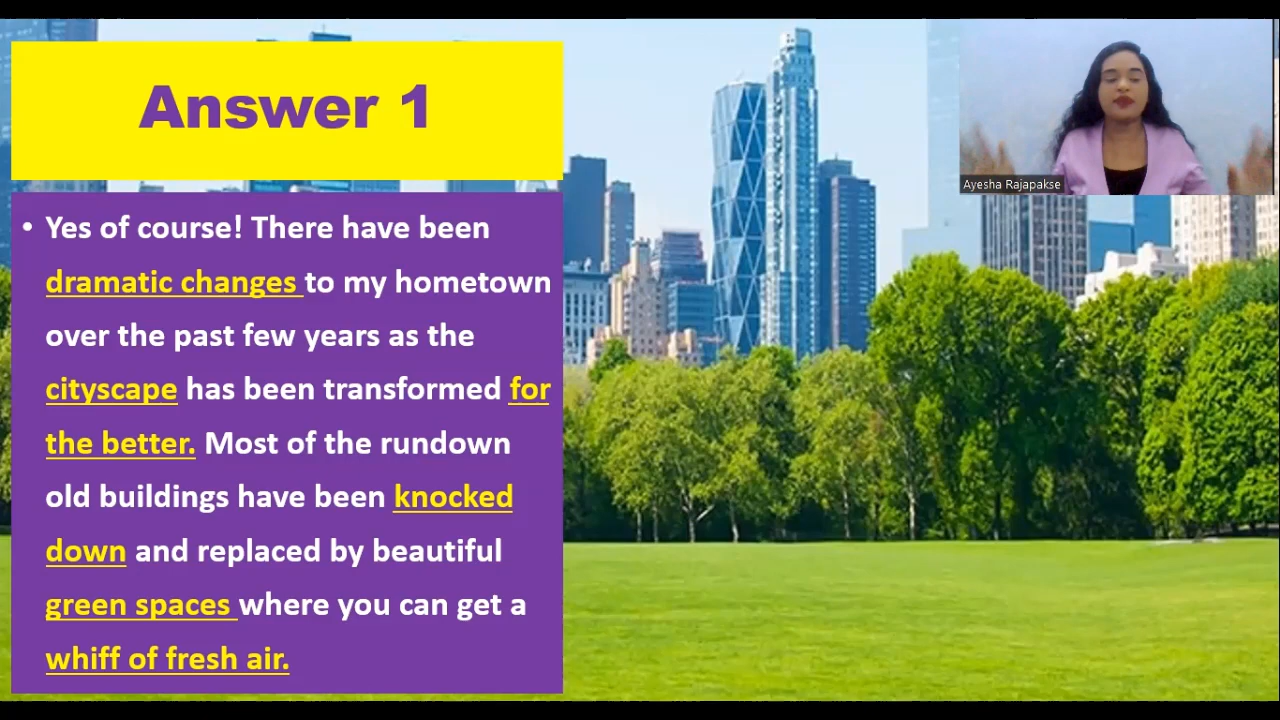 Answer 1
• Yes of course! There have been
dramatic changes to my hometown
over the past few years as the
cityscape has been transformed for
the better. Most of the rundown
old buildings have been knocked
down and replaced by beautiful
green spaces where you can get a
whiff of fresh air.
Ayesha Rajapakse